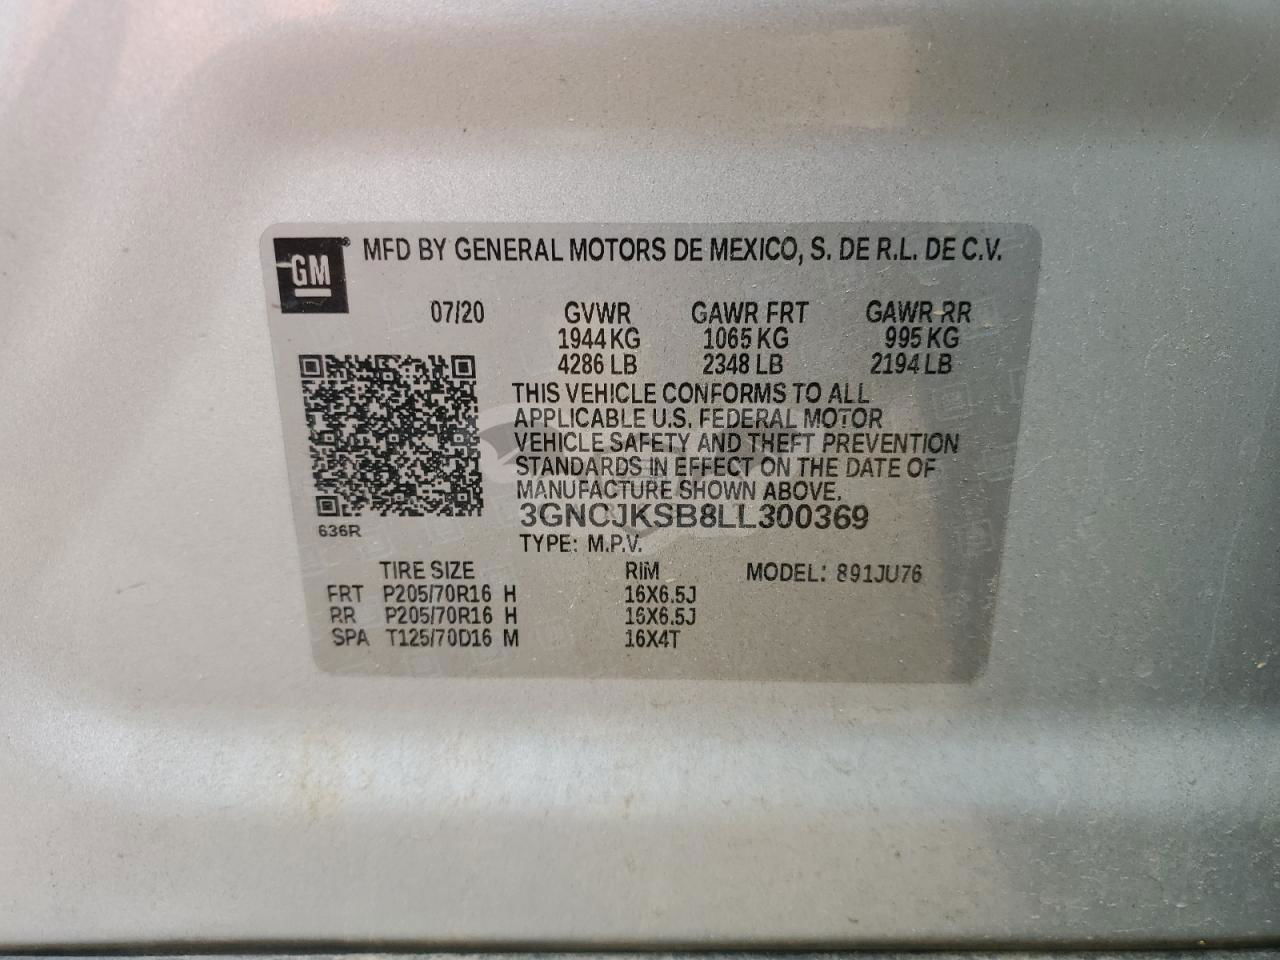 GM
MFD BY GENERAL MOTORS DE MEXICO, S. DE R.L. DE C.V.
07/20 GVWR GAWR FRT GAWR RR
1944 KG 1065 KG 995 KG
4286 LB 2348 LB 2194 LB
THIS VEHICLE CONFORMS TO ALL
APPLICABLE U.S. FEDERAL MOTOR
VEHICLE SAFETY AND THEFT PREVENTION
STANDARDS IN EFFECT ON THE DATE OF
MANUFACTURE SHOWN ABOVE.
3GNCJKSB8LL300369
636R
TYPE: M.P.V.
TIRE SIZE RIM MODEL: 891JU76
FRT P205/70R16 H 16X6.5J
RR P205/70R16 H 16X6.5J
SPA T125/70D16 M 16X4T